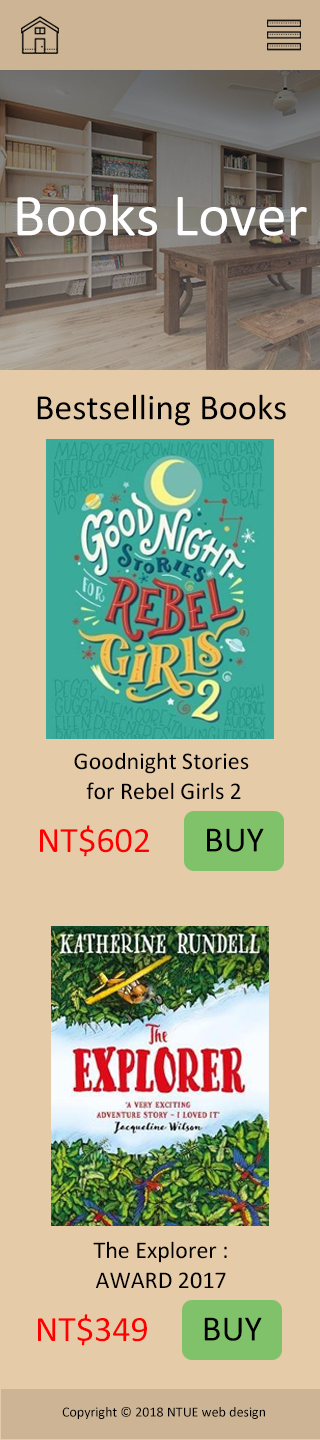 Books Lover
Bestselling Books
GOOD NIGHT
STORIES
FOR
REBEL
GIRLS
2
Goodnight Stories
for Rebel Girls 2
NT$602 BUY
KATHERINE RUNDELL
The
EXPLORER
'A VERY EXCITING
ADVENTURE STORY – I LOVED IT'
Jacqueline Wilson
The Explorer :
AWARD 2017
NT$349 BUY
Copyright © 2018 NTUE web design